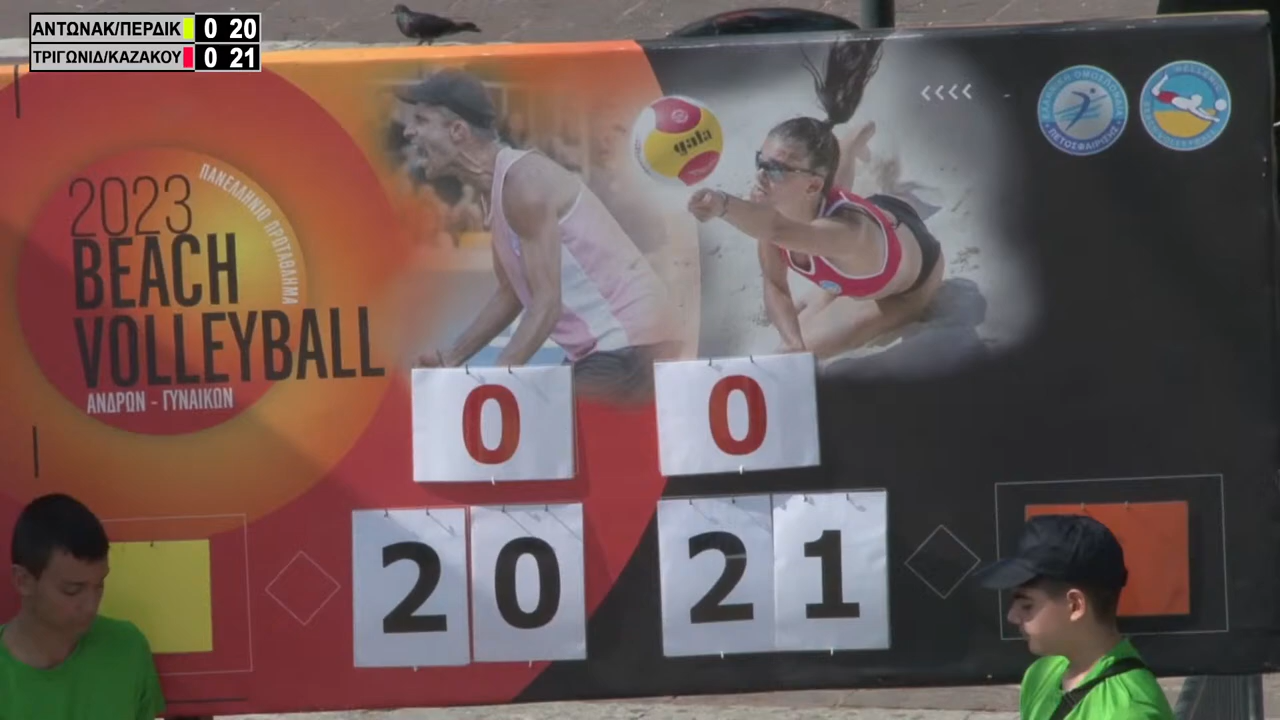 ΑΝΤΩΝΑΚ/ΠΕΡΔΙΚ 0 20
ΤΡΙΓΩΝΙΔ/ΚΑΖΑΚΟΥ 0 21
2023
BEACH
VOLLEYBALL
ΑΝΔΡΩΝ - ΓΥΝΑΙΚΩΝ
ΠΑΝΕΛΛΗΝΙΟ ΠΡΩΤΑΘΛΗΜΑ
gala
0 0
20 21